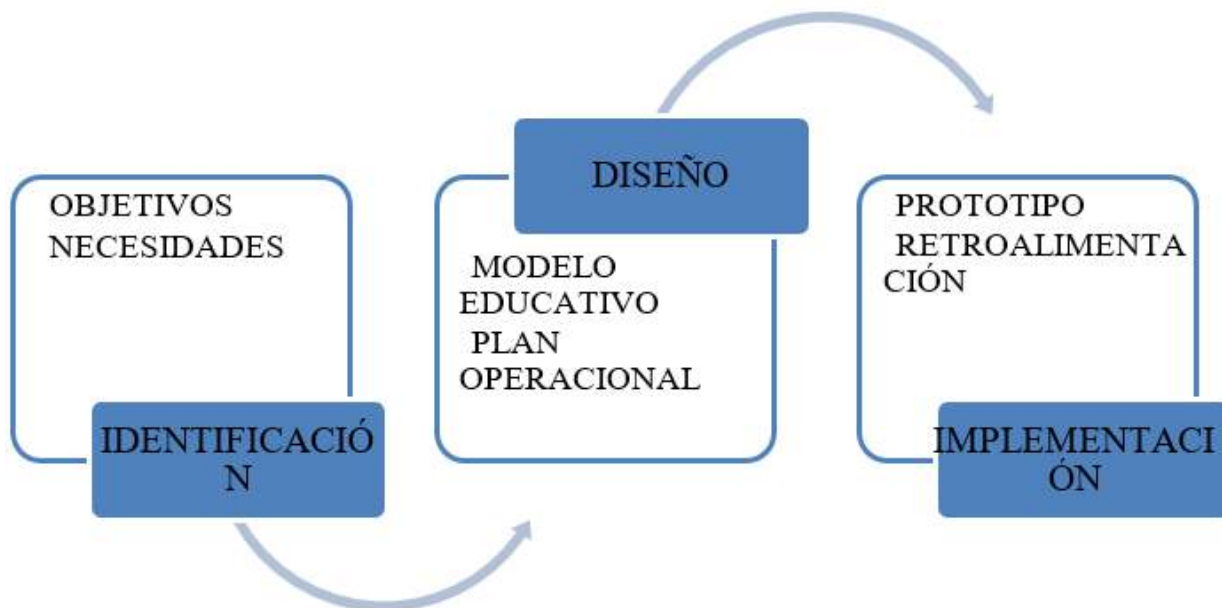 OBJETIVOS
NECESIDADES
IDENTIFICACIÓ
N
DISEÑO
MODELO
EDUCATIVO
PLAN
OPERACIONAL
PROTOTIPO
RETROALIMENTA
CIÓN
IMPLEMENTACI
ÓN